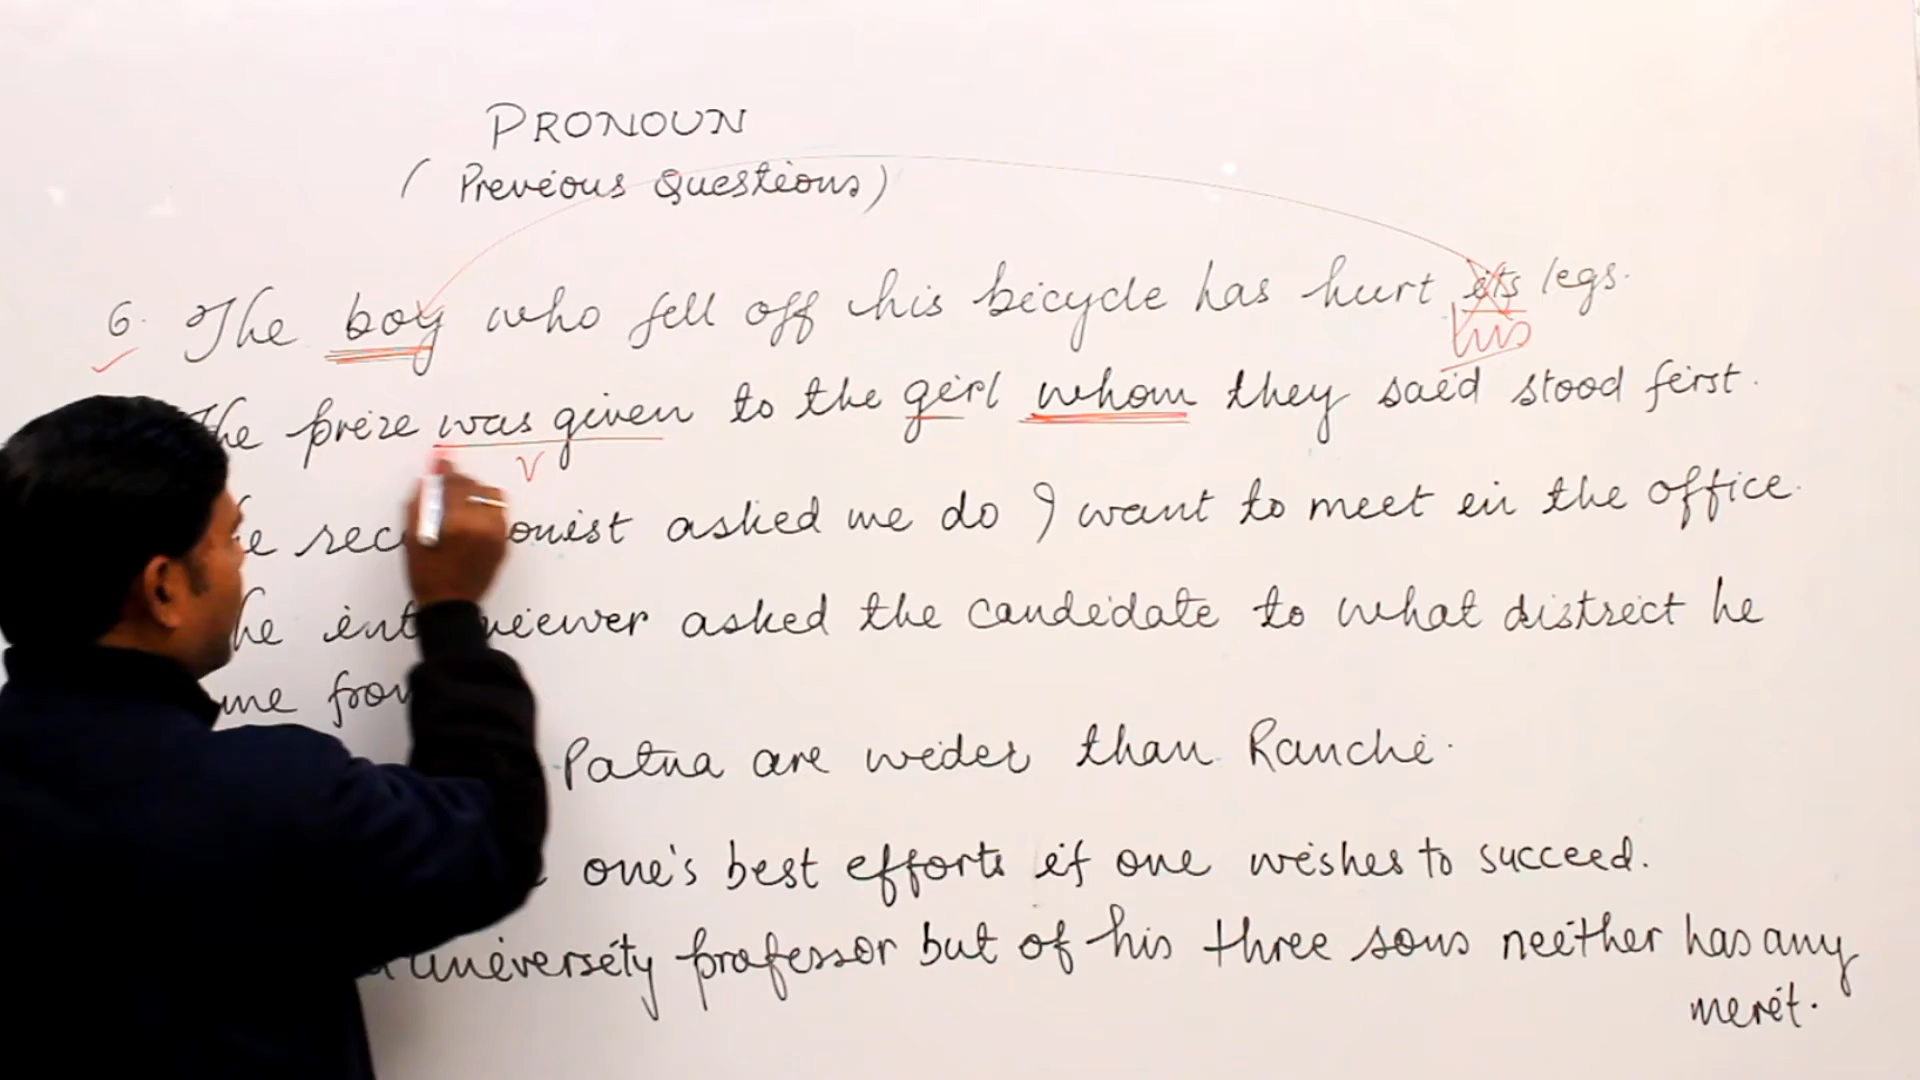 PRONOUN
( Previous Questions)
6. The boy who fell off his bicycle has hurt its legs.
his
The prize was given to the girl whom they said stood first.
V
asked me do I want to meet in the office.
asked the candidate to what district he
Patna are wider than Ranchi.
one's best efforts if one wishes to succeed.
university professor but of his three sons neither has any
merit.